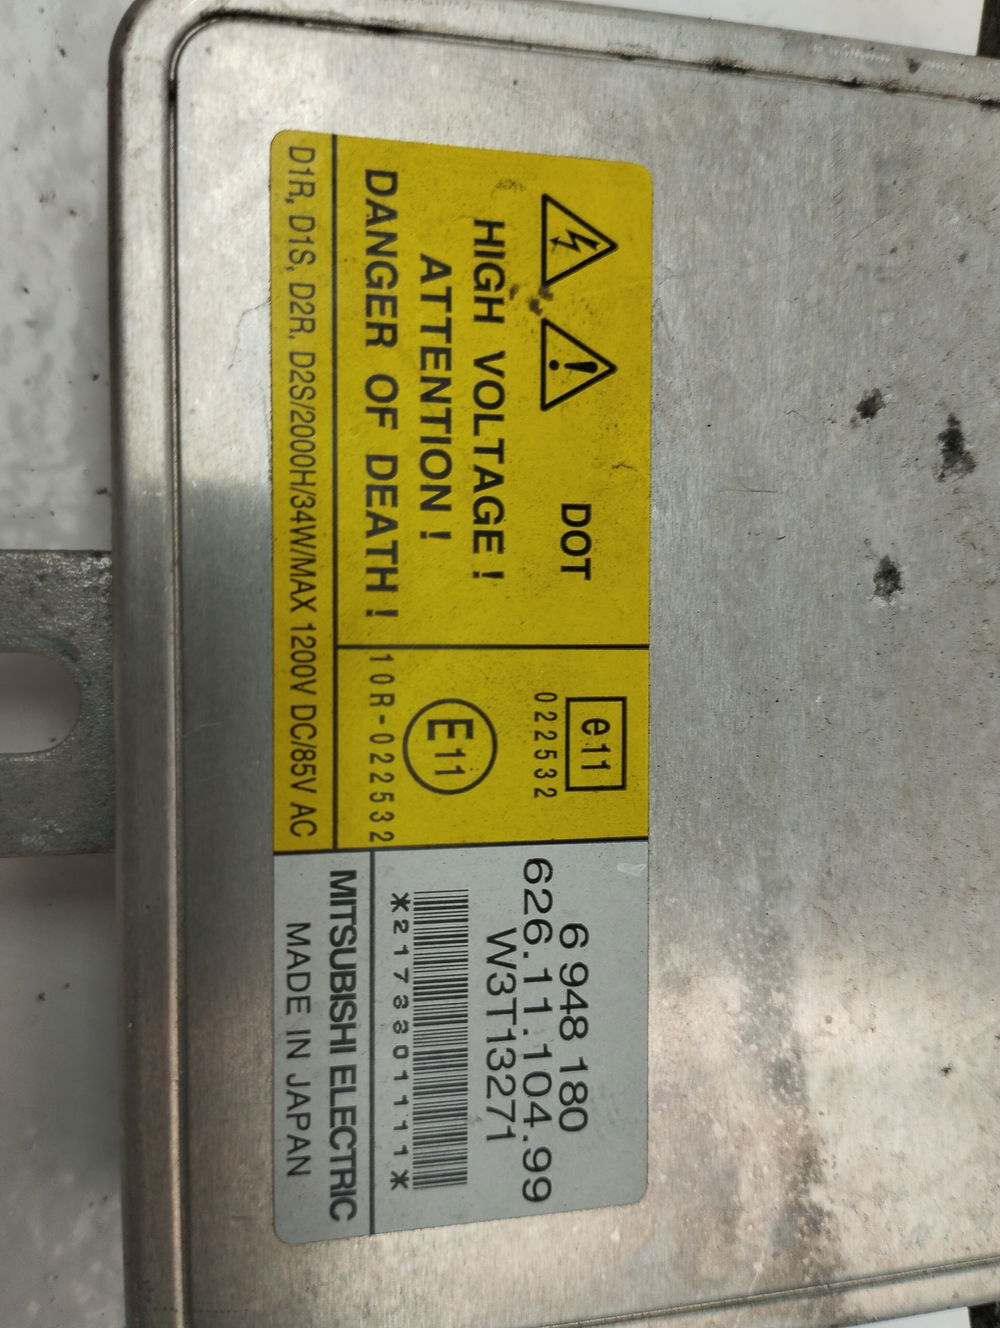 DOT
HIGH VOLTAGE !
ATTENTION !
DANGER OF DEATH !
D1R, D1S, D2R, D2S/2000H/34W/MAX 1200V DC/85V AC
e11
022532
E11
10R-022532
6 948 180
626.11.104.99
W3T13271
*2173301111*
MITSUBISHI ELECTRIC
MADE IN JAPAN